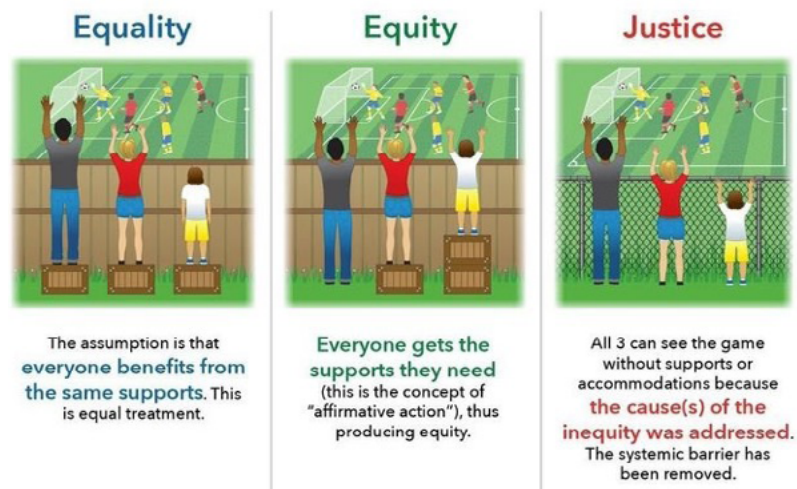 Equality
The assumption is that
everyone benefits from
the same supports. This
is equal treatment.
Equity
Everyone gets the
supports they need
(this is the concept of
"affirmative action"), thus
producing equity.
Justice
All 3 can see the game
without supports or
accommodations because
the cause(s) of the
inequity was addressed.
The systemic barrier has
been removed.